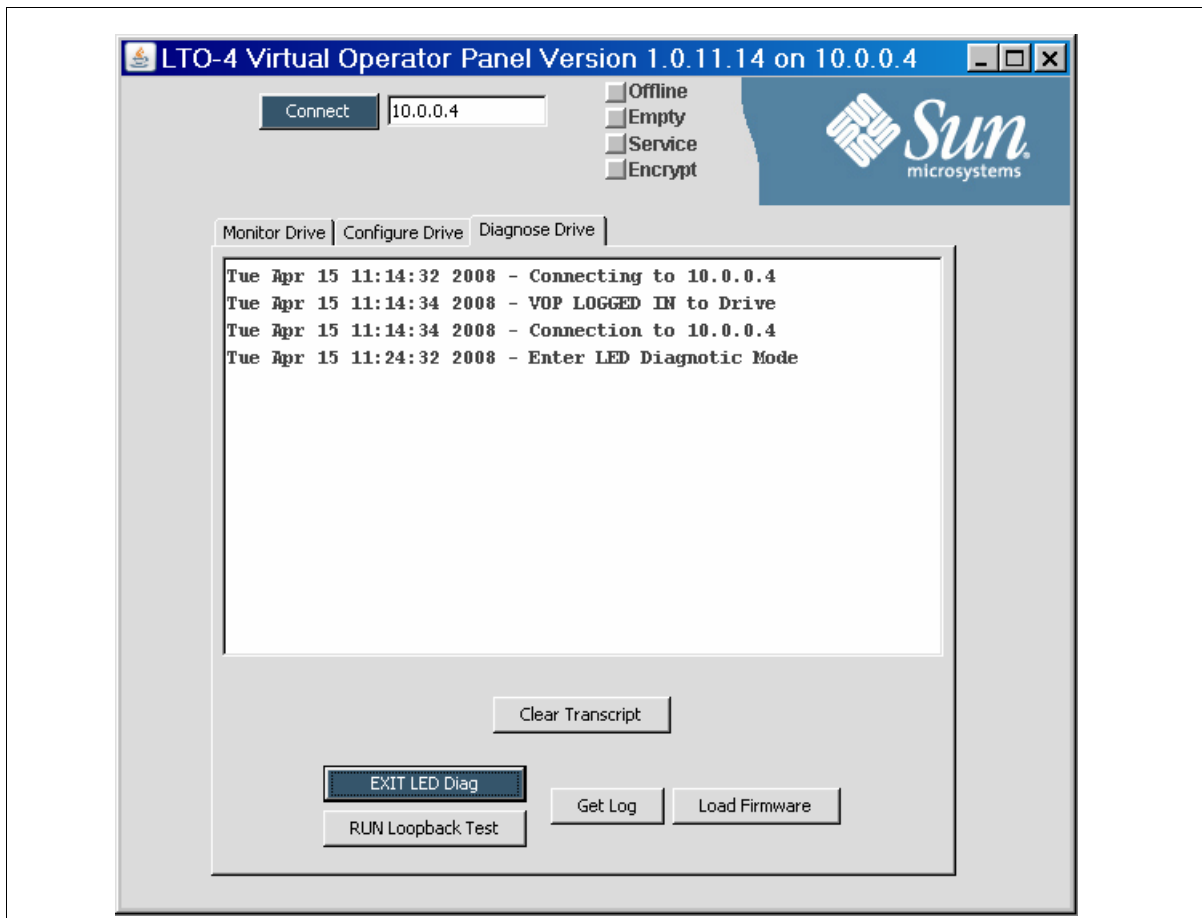 LTO-4 Virtual Operator Panel Version 1.0.11.14 on 10.0.0.4
Connect 10.0.0.4
Offline
Empty
Service
Encrypt
Sun
microsystems
Monitor Drive Configure Drive Diagnose Drive
Tue Apr 15 11:14:32 2008 - Connecting to 10.0.0.4
Tue Apr 15 11:14:34 2008 - VOP LOGGED IN to Drive
Tue Apr 15 11:14:34 2008 - Connection to 10.0.0.4
Tue Apr 15 11:24:32 2008 - Enter LED Diagnotic Mode
Clear Transcript
EXIT LED Diag
Get Log Load Firmware
RUN Loopback Test